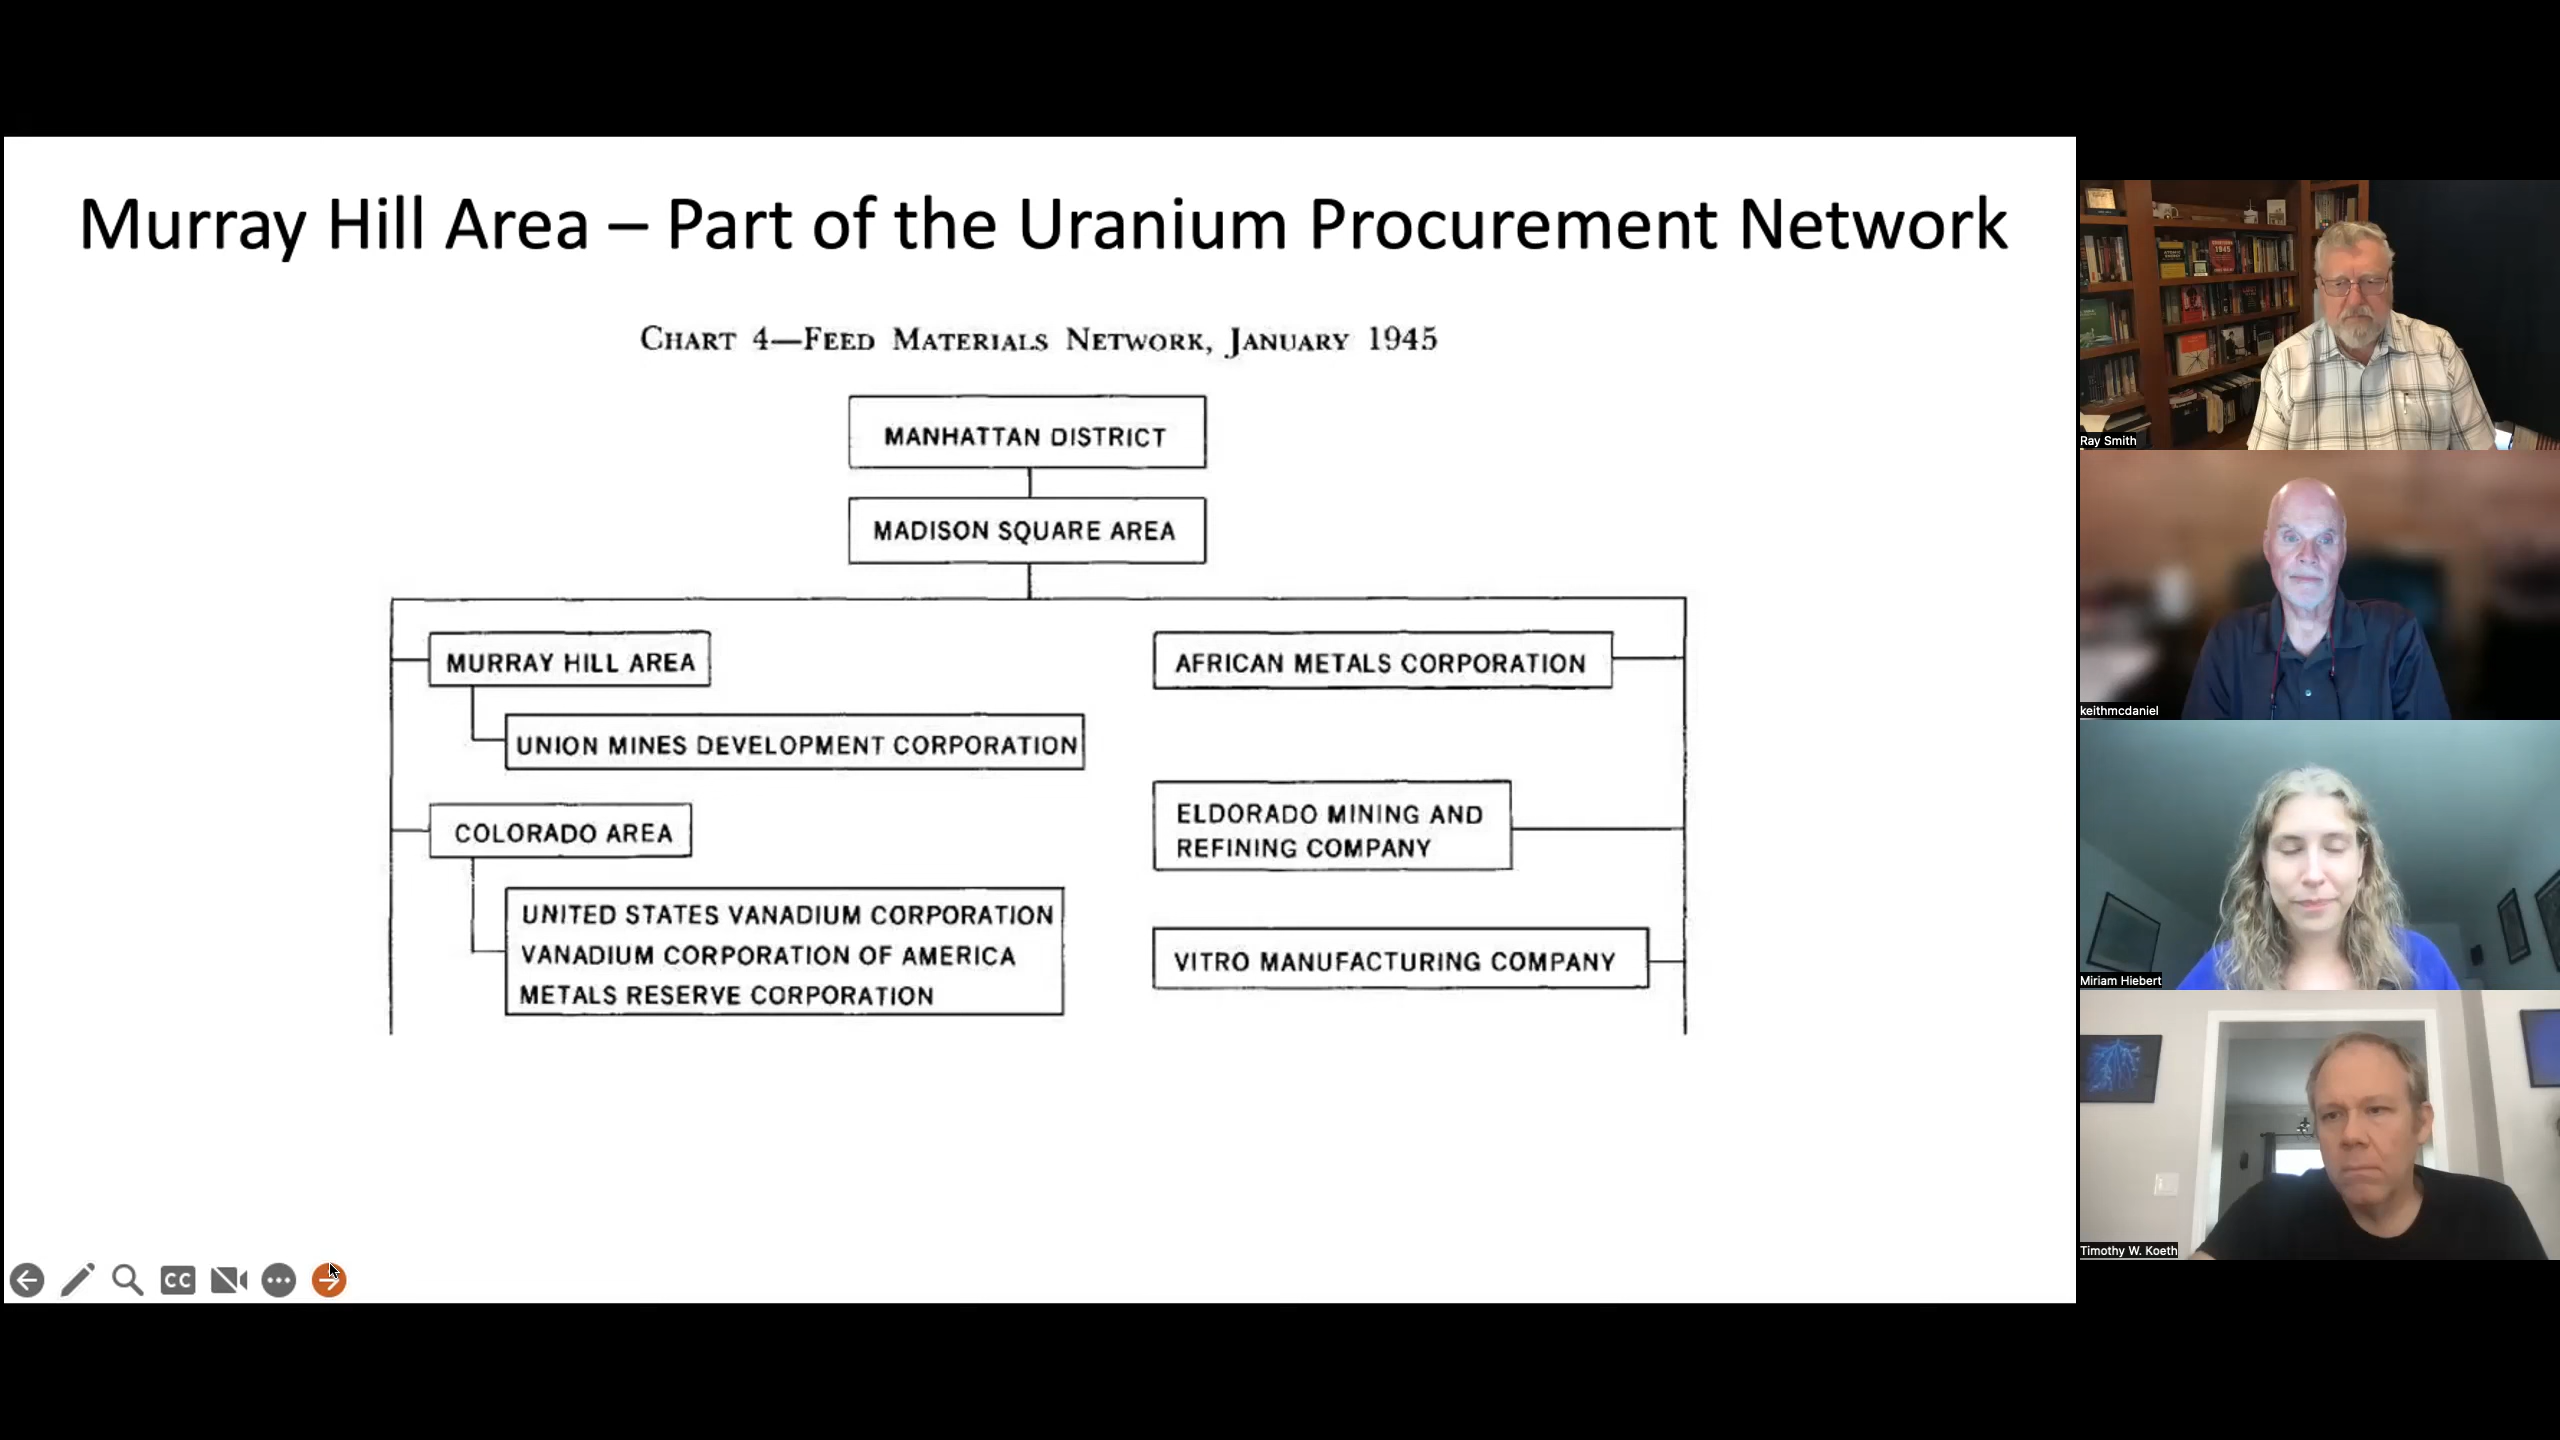 Murray Hill Area – Part of the Uranium Procurement Network
CHART 4—FEED MATERIALS NETWORK, JANUARY 1945
MANHATTAN DISTRICT
MADISON SQUARE AREA
MURRAY HILL AREA
UNION MINES DEVELOPMENT CORPORATION
COLORADO AREA
UNITED STATES VANADIUM CORPORATION
VANADIUM CORPORATION OF AMERICA
METALS RESERVE CORPORATION
AFRICAN METALS CORPORATION
ELDORADO MINING AND
REFINING COMPANY
VITRO MANUFACTURING COMPANY
CC
Ray Smith
keithmcdaniel
Miriam Hiebert
Timothy W. Koeth